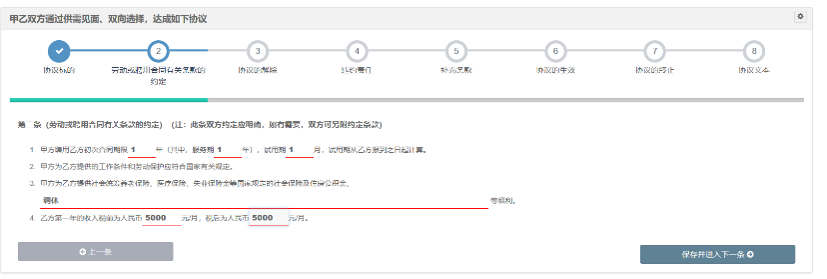 甲乙双方通过供需见面、双向选择，达成如下协议
2 3 4 5 6 7 8
协议标的 劳动或聘用合同有关条款的约定 协议的解除 违约责任 补充条款 协议的生效 协议的终止 协议文本
第二条（劳动或聘用合同有关条款的约定）（注：此条双方约定应明确，如有需要，双方可另附约定条款）
1. 甲方聘用乙方初次合同期限 1 年（其中，服务期 1 年），试用期 1 月，试用期从乙方报到之日起计算。
2. 甲方为乙方提供的工作条件和劳动保护应符合国家有关规定。
3. 甲方为乙方提供社会统筹养老保险、医疗保险、失业保险金等国家规定的社会保险及住房公积金、
调休 等福利。
4. 乙方第一年的收入税前为人民币 5000 元/月，税后为人民币 5000 元/月。
上一条
保存并进入下一条